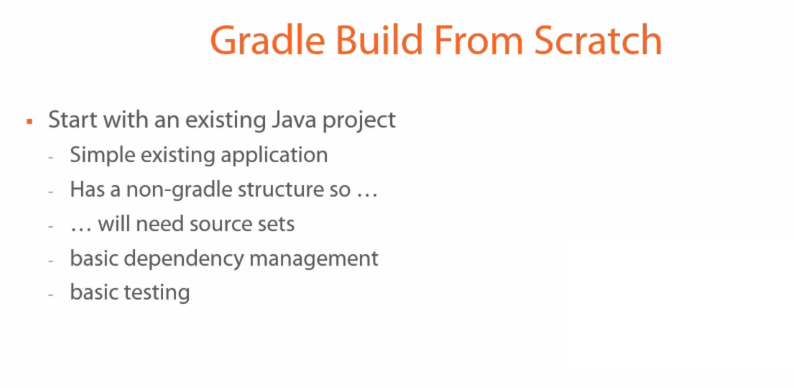 Gradle Build From Scratch
▪ Start with an existing Java project
- Simple existing application
- Has a non-gradle structure so …
- … will need source sets
- basic dependency management
- basic testing